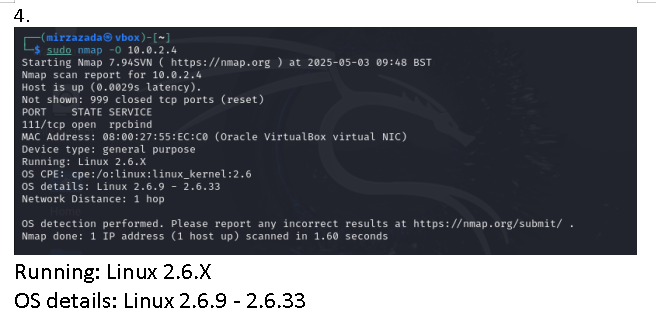 4.
┌──(mirzazada㉿vbox)-[~]
└─$ sudo nmap -O 10.0.2.4
Starting Nmap 7.94SVN ( https://nmap.org ) at 2025-05-03 09:48 BST
Nmap scan report for 10.0.2.4
Host is up (0.0029s latency).
Not shown: 999 closed tcp ports (reset)
PORT    STATE SERVICE
111/tcp open  rpcbind
MAC Address: 08:00:27:55:EC:C0 (Oracle VirtualBox virtual NIC)
Device type: general purpose
Running: Linux 2.6.X
OS CPE: cpe:/o:linux:linux_kernel:2.6
OS details: Linux 2.6.9 - 2.6.33
Network Distance: 1 hop
OS detection performed. Please report any incorrect results at https://nmap.org/submit/ .
Nmap done: 1 IP address (1 host up) scanned in 1.60 seconds
Running: Linux 2.6.X
OS details: Linux 2.6.9 - 2.6.33